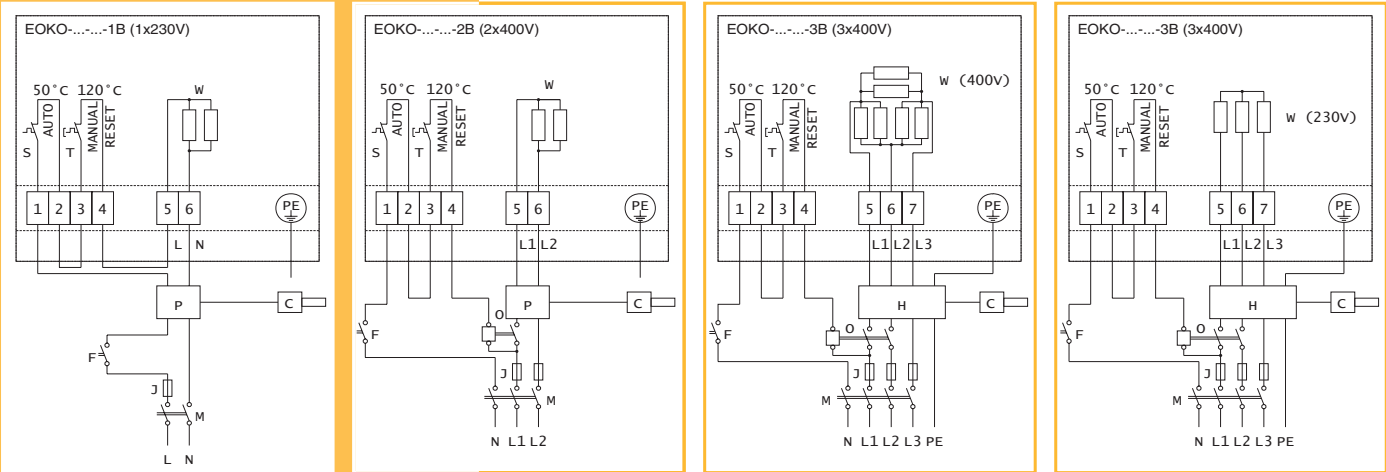 EOKO-...-...-1B (1x230V)
50°C 120°C
W
AUTO
MANUAL
RESET
S
T
1 2 3 4 5 6 PE
L N
P
C
F
J
M
L N
EOKO-...-...-2B (2x400V)
50°C 120°C
W
AUTO
MANUAL
RESET
S
T
1 2 3 4 5 6 PE
L1 L2
P
C
O
F
J
M
N L1 L2
EOKO-...-...-3B (3x400V)
50°C 120°C
W (400V)
AUTO
MANUAL
RESET
S
T
1 2 3 4 5 6 7 PE
L1 L2 L3
H
C
O
F
J
M
N L1 L2 L3 PE
EOKO-...-...-3B (3x400V)
50°C 120°C
W (230V)
AUTO
MANUAL
RESET
S
T
1 2 3 4 5 6 7 PE
L1 L2 L3
H
C
O
F
J
M
N L1 L2 L3 PE